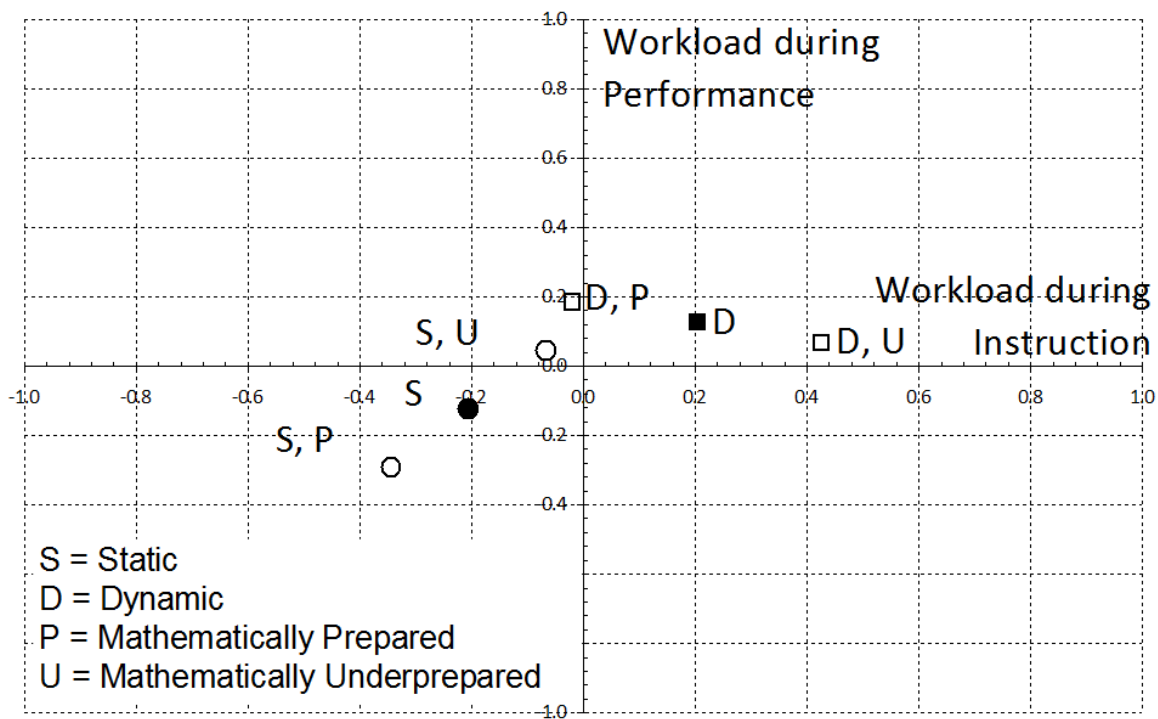 1.0
Workload during
Performance
0.8
0.6
0.4
Workload during
Instruction
0.2
D, P
D
D, U
S, U
0.0
-1.0 -0.8 -0.6 -0.4 -0.2 0.0 0.2 0.4 0.6 0.8 1.0
S
S, P
-0.2
-0.4
S = Static
D = Dynamic
P = Mathematically Prepared
U = Mathematically Underprepared
-1.0